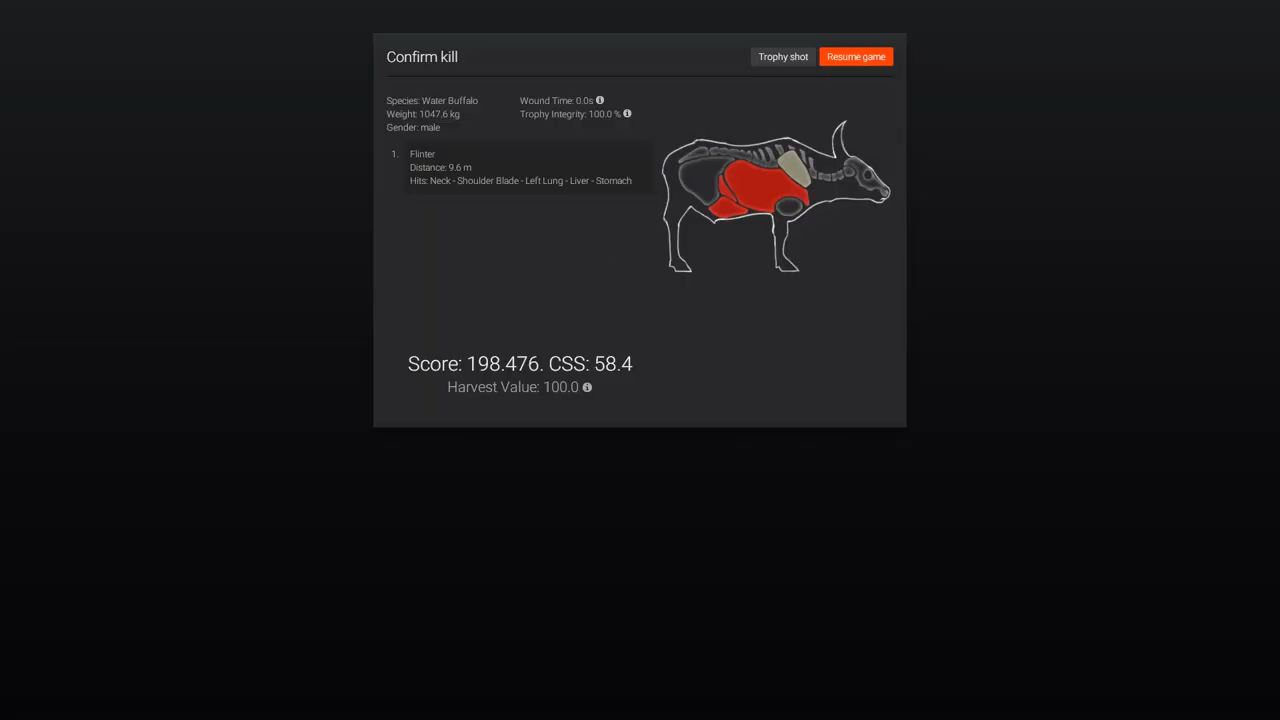 Confirm kill
Trophy shot
Resume game
Species: Water Buffalo
Weight: 1047.6 kg
Gender: male
Wound Time: 0.0s
Trophy Integrity: 100.0 %
1. Flinter
Distance: 9.6 m
Hits: Neck - Shoulder Blade - Left Lung - Liver - Stomach
Score: 198.476. CSS: 58.4
Harvest Value: 100.0